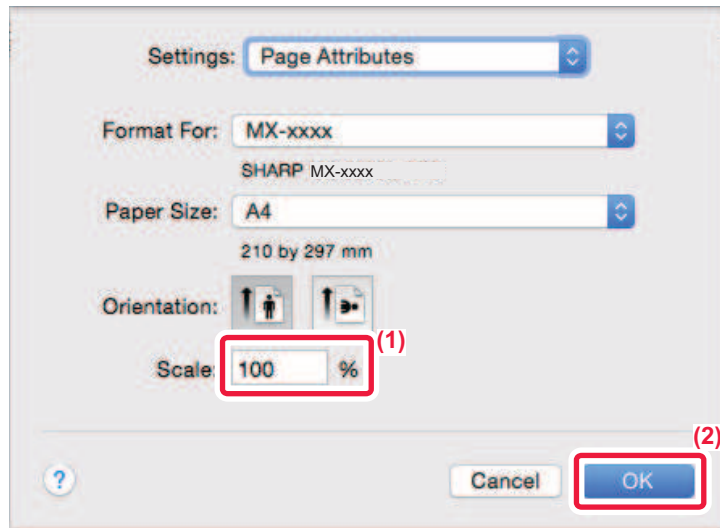 Settings: Page Attributes
Format For: MX-xxxx
SHARP MX-xxxx
Paper Size: A4
210 by 297 mm
Orientation:
(1)
Scale: 100 %
(2)
? Cancel OK